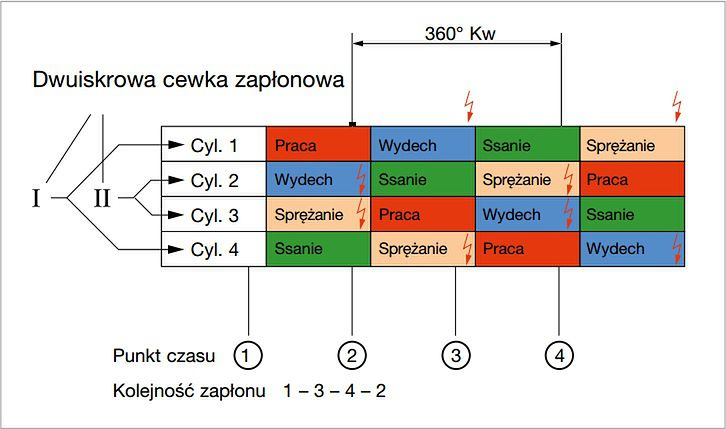 360° Kw
Dwuiskrowa cewka zapłonowa
I II
Cyl. 1 Praca Wydech Ssanie Sprężanie
Cyl. 2 Wydech Ssanie Sprężanie Praca
Cyl. 3 Sprężanie Praca Wydech Ssanie
Cyl. 4 Ssanie Sprężanie Praca Wydech
Punkt czasu 1 2 3 4
Kolejność zapłonu 1 – 3 – 4 – 2